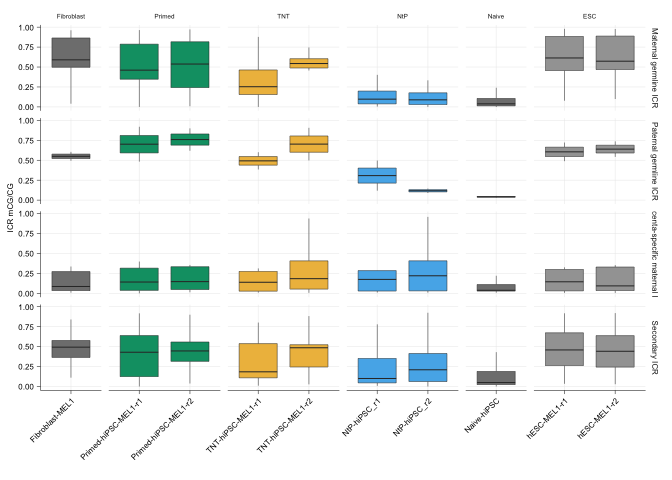 Fibroblast Primed TNT NtP Naive ESC
1.00
0.75
0.50
0.25
0.00
Maternal germline ICR
1.00
0.75
0.50
0.25
0.00
Paternal germline ICR
1.00
0.75
0.50
0.25
0.00
centa-specific maternal I
1.00
0.75
0.50
0.25
0.00
Secondary ICR
ICR mCG/CG
Fibroblast-MEL1
Primed-hiPSC-MEL1-r1
Primed-hiPSC-MEL1-r2
TNT-hiPSC-MEL1-r1
TNT-hiPSC-MEL1-r2
NtP-hiPSC_r1
NtP-hiPSC_r2
Naive-hiPSC
hESC-MEL1-r1
hESC-MEL1-r2